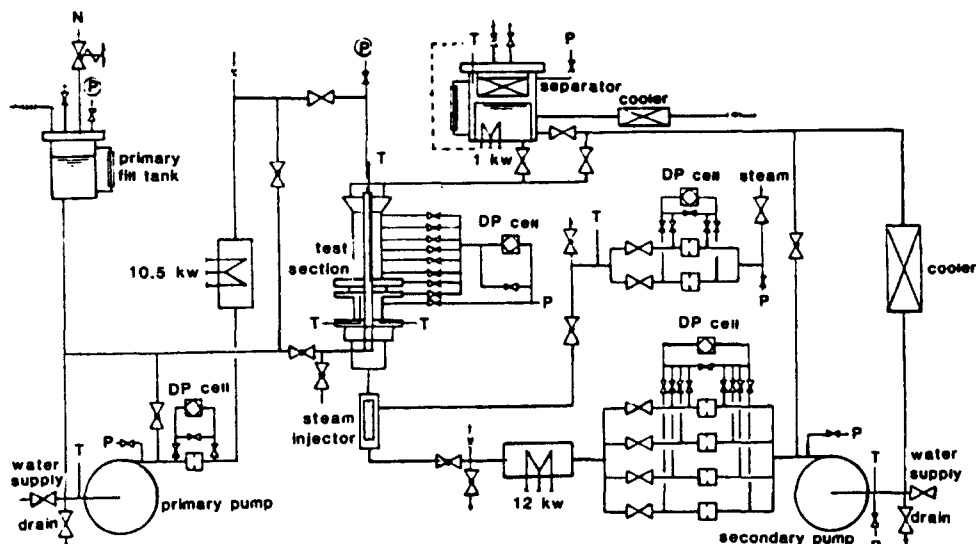 N
T
P
P
separator
P
cooler
primary
fill tank
1 kw
T
DP cell
steam
DP cell
T
test
section
10.5 kw
cooler
P
P
T
T
DP cell
DP cell
steam
injector
P
P
water
supply
T
T
water
supply
primary pump
12 kw
drain
drain
secondary pump